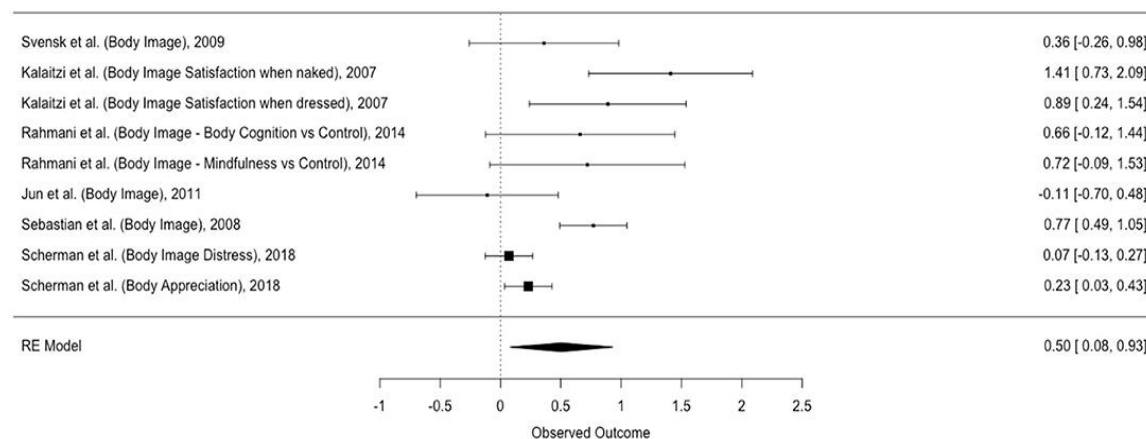 Svensk et al. (Body Image), 2009 0.36 [-0.26, 0.98]
Kalaitzi et al. (Body Image Satisfaction when naked), 2007 1.41 [ 0.73, 2.09]
Kalaitzi et al. (Body Image Satisfaction when dressed), 2007 0.89 [ 0.24, 1.54]
Rahmani et al. (Body Image - Body Cognition vs Control), 2014 0.66 [-0.12, 1.44]
Rahmani et al. (Body Image - Mindfulness vs Control), 2014 0.72 [-0.09, 1.53]
Jun et al. (Body Image), 2011 -0.11 [-0.70, 0.48]
Sebastian et al. (Body Image), 2008 0.77 [ 0.49, 1.05]
Scherman et al. (Body Image Distress), 2018 0.07 [-0.13, 0.27]
Scherman et al. (Body Appreciation), 2018 0.23 [ 0.03, 0.43]
RE Model 0.50 [ 0.08, 0.93]
-1 -0.5 0 0.5 1 1.5 2 2.5
Observed Outcome